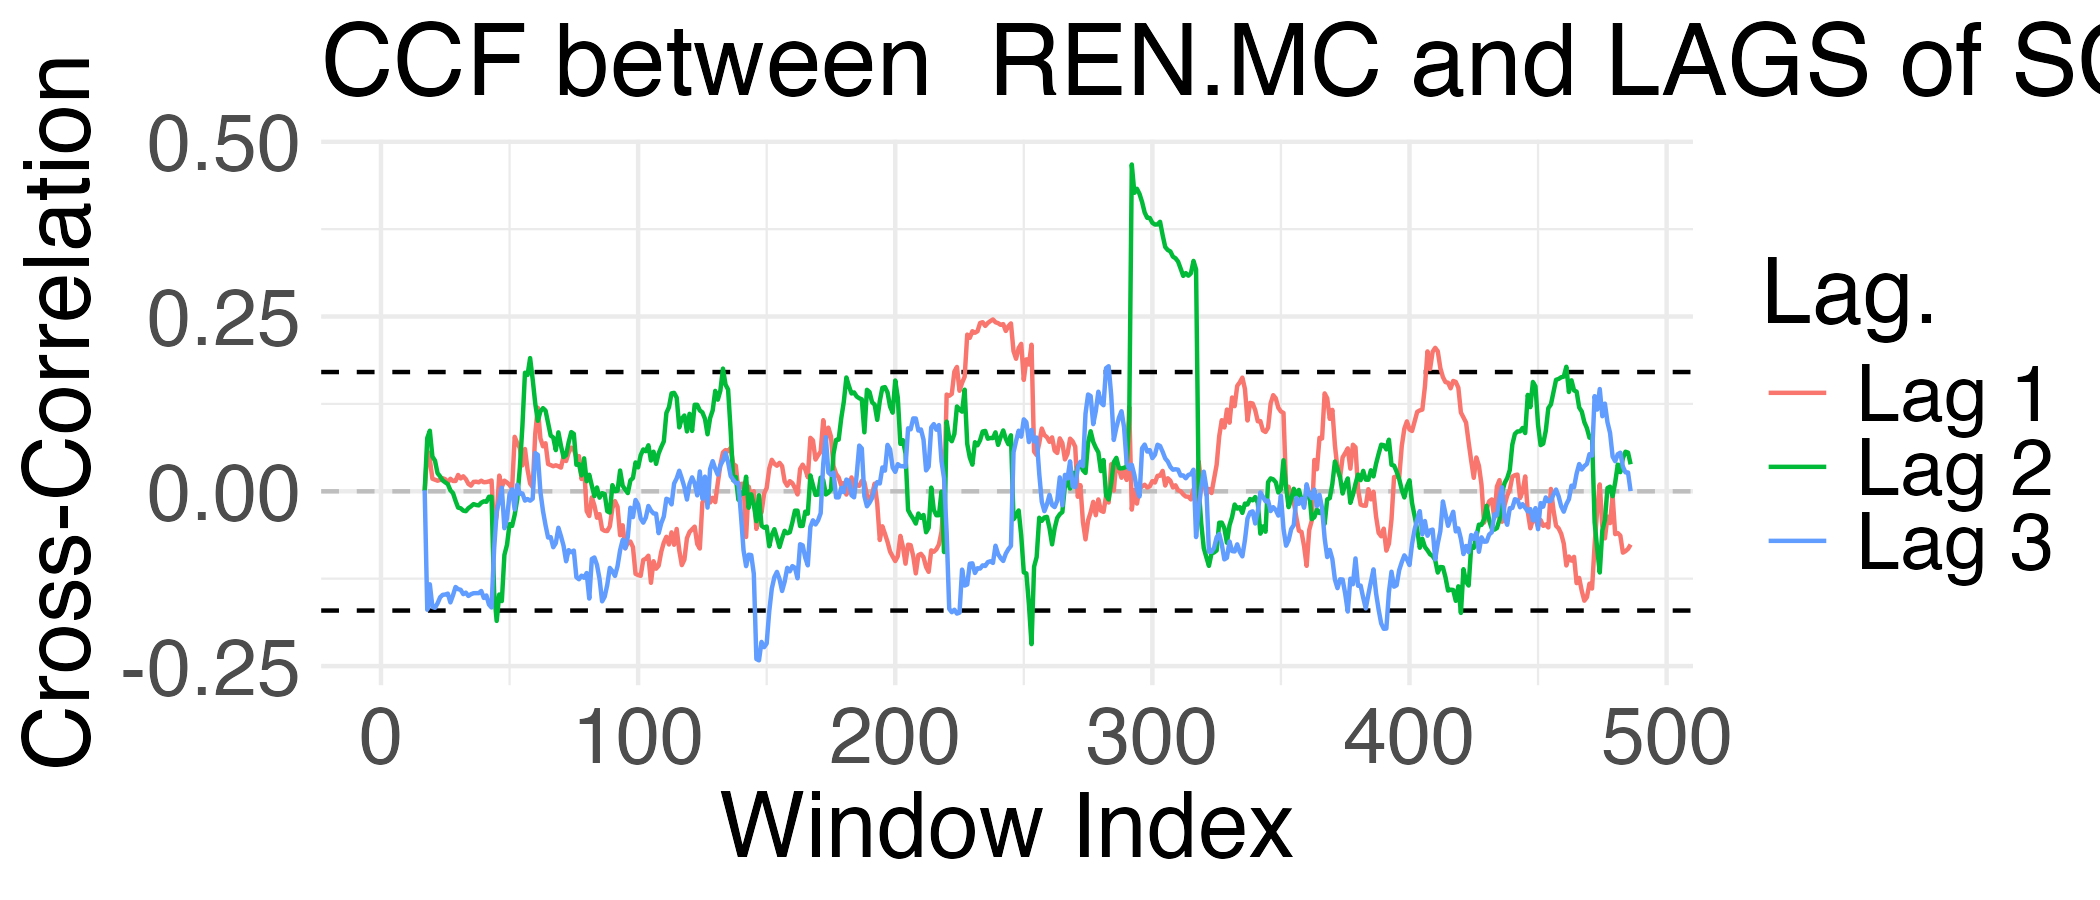 CCF between  REN.MC and LAGS of
Cross-Correlation
0.50
0.25
0.00
-0.25
0 100 200 300 400 500
Window Index
Lag.
Lag 1
Lag 2
Lag 3